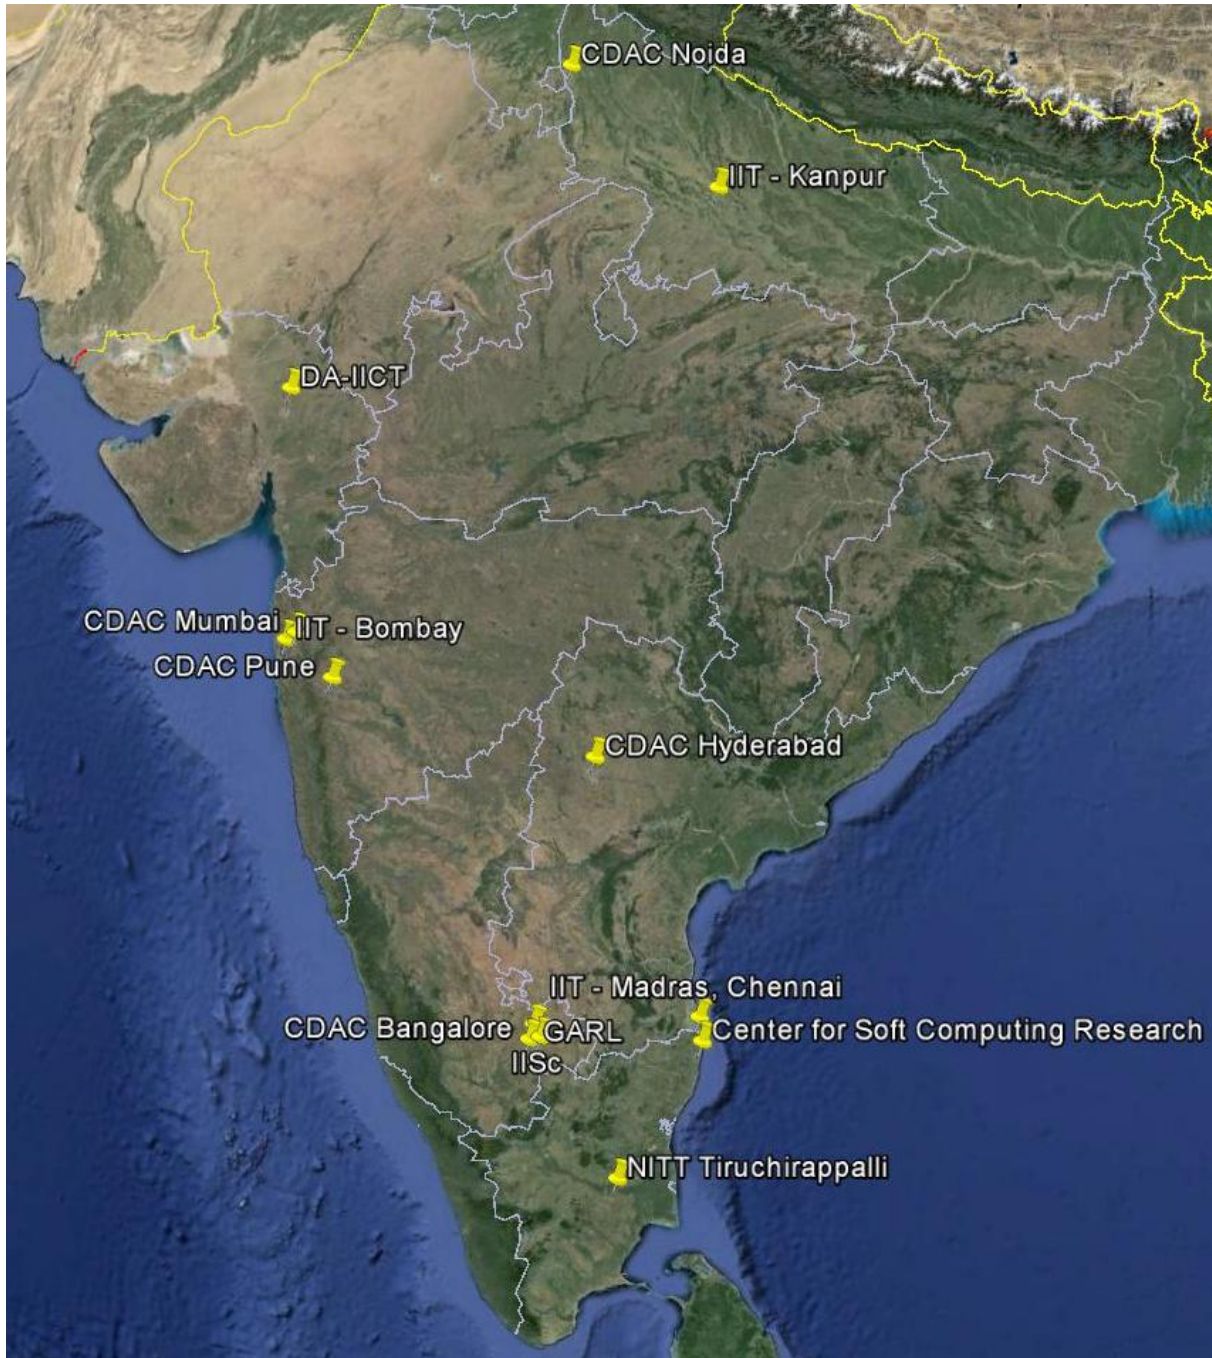 CDAC Noida
IIT - Kanpur
DA-IICT
CDAC Mumbai
IIT - Bombay
CDAC Pune
CDAC Hyderabad
IIT - Madras, Chennai
CDAC Bangalore
GARL
Center for Soft Computing Research
IISc
NITT Tiruchirappalli